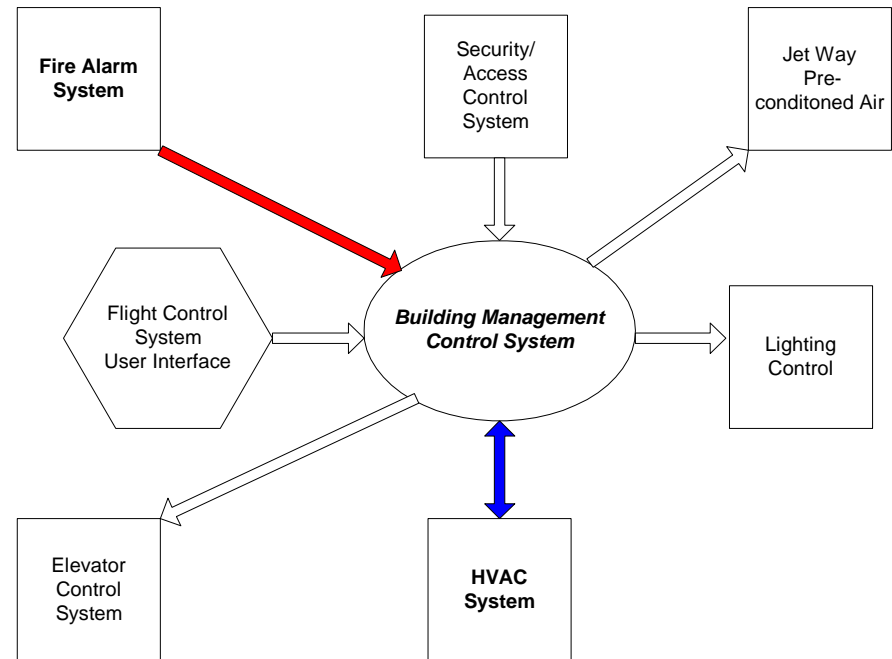 Fire Alarm
System
Security/
Access
Control
System
Jet Way
Pre-
conditoned Air
Flight Control
System
User Interface
Building Management
Control System
Lighting
Control
Elevator
Control
System
HVAC
System